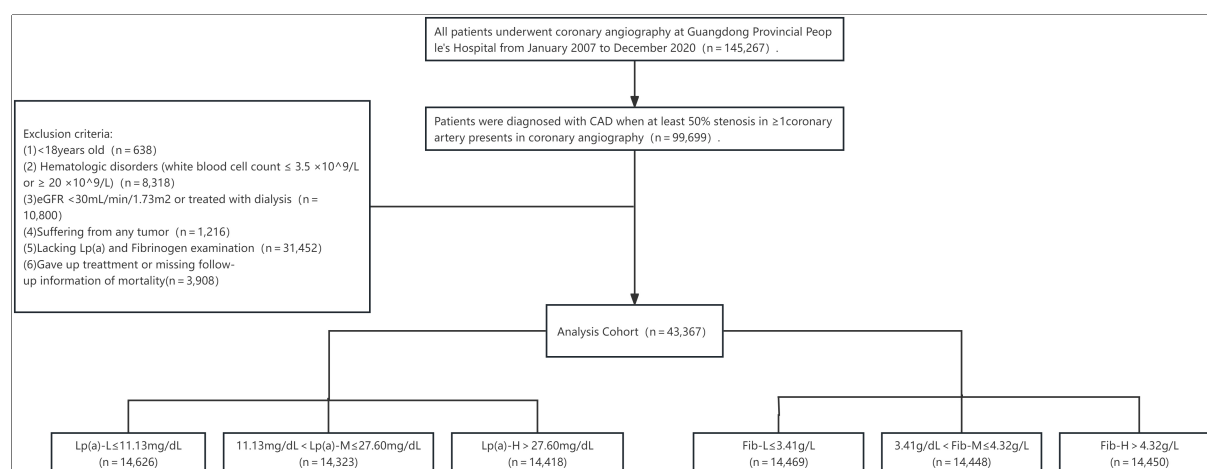 All patients underwent coronary angiography at Guangdong Provincial Peop
le's Hospital from January 2007 to December 2020（n = 145,267）.
Patients were diagnosed with CAD when at least 50% stenosis in ≥1coronary
artery presents in coronary angiography（n = 99,699）.
Exclusion criteria:
(1)<18years old（n = 638)
(2) Hematologic disorders (white blood cell count ≤ 3.5 ×10^9/L
or ≥ 20 ×10^9/L)（n = 8,318)
(3)eGFR <30mL/min/1.73m2 or treated with dialysis（n =
10,800)
(4)Suffering from any tumor（n = 1,216)
(5)Lacking Lp(a) and Fibrinogen examination（n = 31,452)
(6)Gave up treattment or missing follow-
up information of mortality(n = 3,908)
Analysis Cohort（n = 43,367）
Lp(a)-L≤11.13mg/dL
(n = 14,626)
11.13mg/dL < Lp(a)-M≤27.60mg/dL
(n = 14,323)
Lp(a)-H > 27.60mg/dL
(n = 14,418)
Fib-L≤3.41g/L
(n = 14,469)
3.41g/dL < Fib-M≤4.32g/L
(n = 14,448)
Fib-H > 4.32g/L
(n = 14,450)